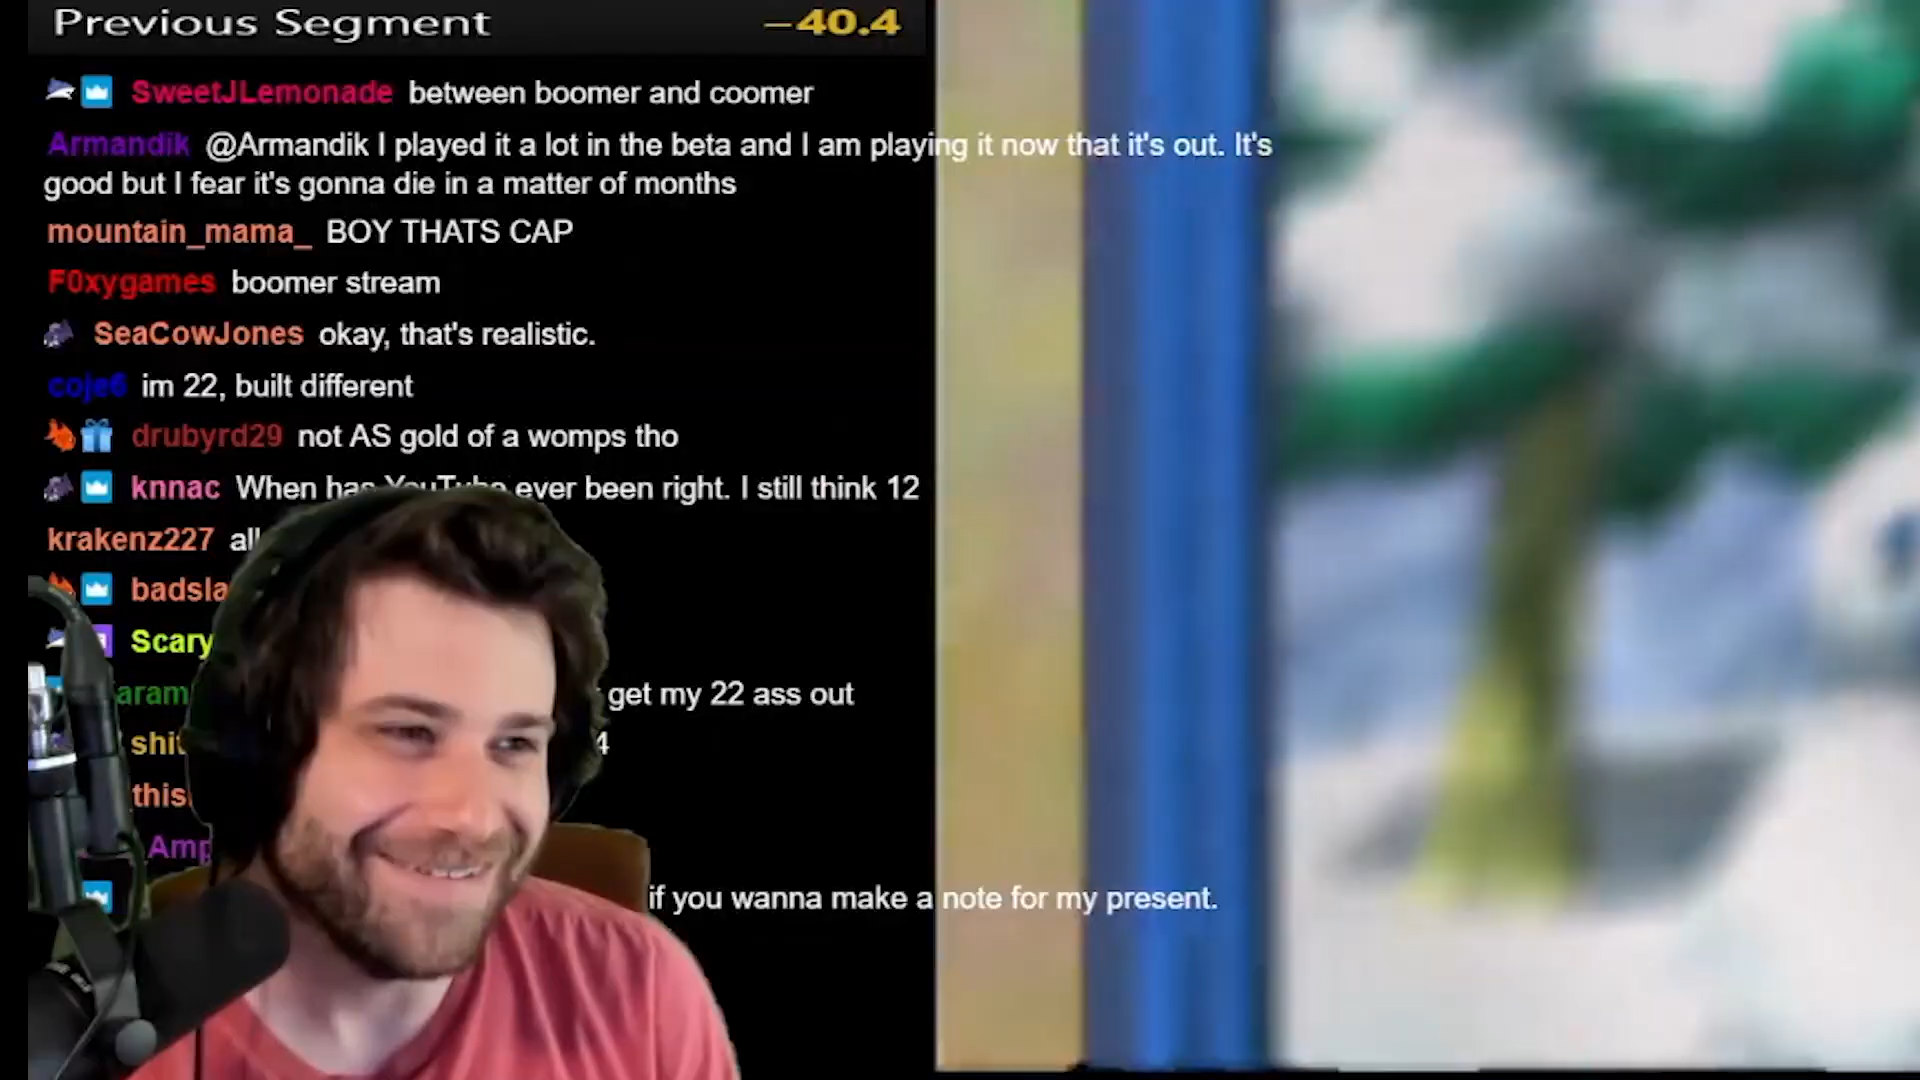 Previous Segment −40.4
SweetJLemonade between boomer and coomer
Armandik @Armandik I played it a lot in the beta and I am playing it now that it's out. It's
good but I fear it's gonna die in a matter of months
mountain_mama_ BOY THATS CAP
F0xygames boomer stream
SeaCowJones okay, that's realistic.
coje6 im 22, built different
drubyrd29 not AS gold of a womps tho
knnac When has YouTube ever been right. I still think 12
krakenz227
get my 22 ass out
4
if you wanna make a note for my present.